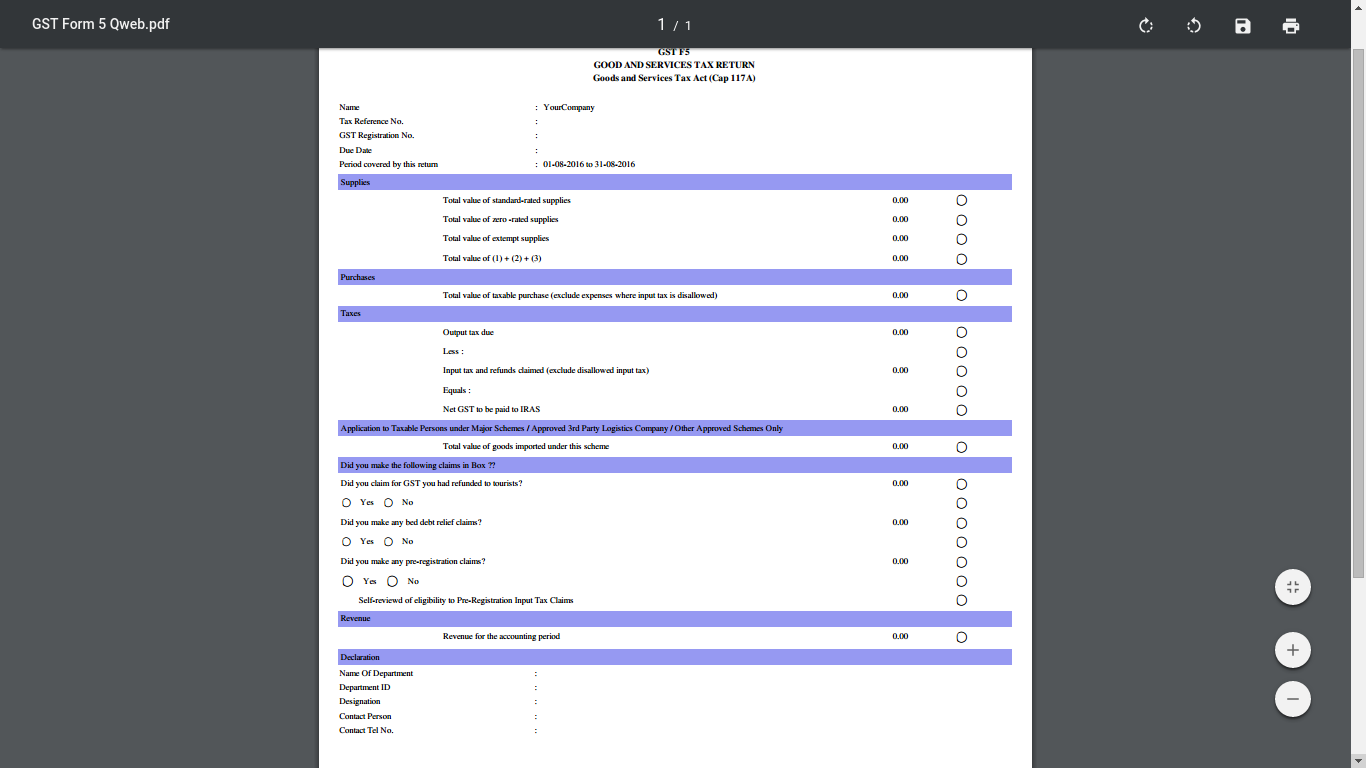 GST Form 5 Qweb.pdf
1 / 1
GST F5
GOOD AND SERVICES TAX RETURN
Goods and Services Tax Act (Cap 117A)
Name : YourCompany
Tax Reference No. :
GST Registration No. :
Due Date :
Period covered by this return : 01-08-2016 to 31-08-2016
Supplies
Total value of standard-rated supplies 0.00
Total value of zero -rated supplies 0.00
Total value of extempt supplies 0.00
Total value of (1) + (2) + (3) 0.00
Purchases
Total value of taxable purchase (exclude expenses where input tax is disallowed) 0.00
Taxes
Output tax due 0.00
Less :
Input tax and refunds claimed (exclude disallowed input tax) 0.00
Equals :
Net GST to be paid to IRAS 0.00
Application to Taxable Persons under Major Schemes / Approved 3rd Party Logistics Company / Other Approved Schemes Only
Total value of goods imported under this scheme 0.00
Did you make the following claims in Box ??
Did you claim for GST you had refunded to tourists? 0.00
Yes No
Did you make any bed debt relief claims? 0.00
Yes No
Did you make any pre-registration claims? 0.00
Yes No
Self-reviewd of eligibility to Pre-Registration Input Tax Claims
Revenue
Revenue for the accounting period 0.00
Declaration
Name Of Department :
Department ID :
Designation :
Contact Person :
Contact Tel No. :